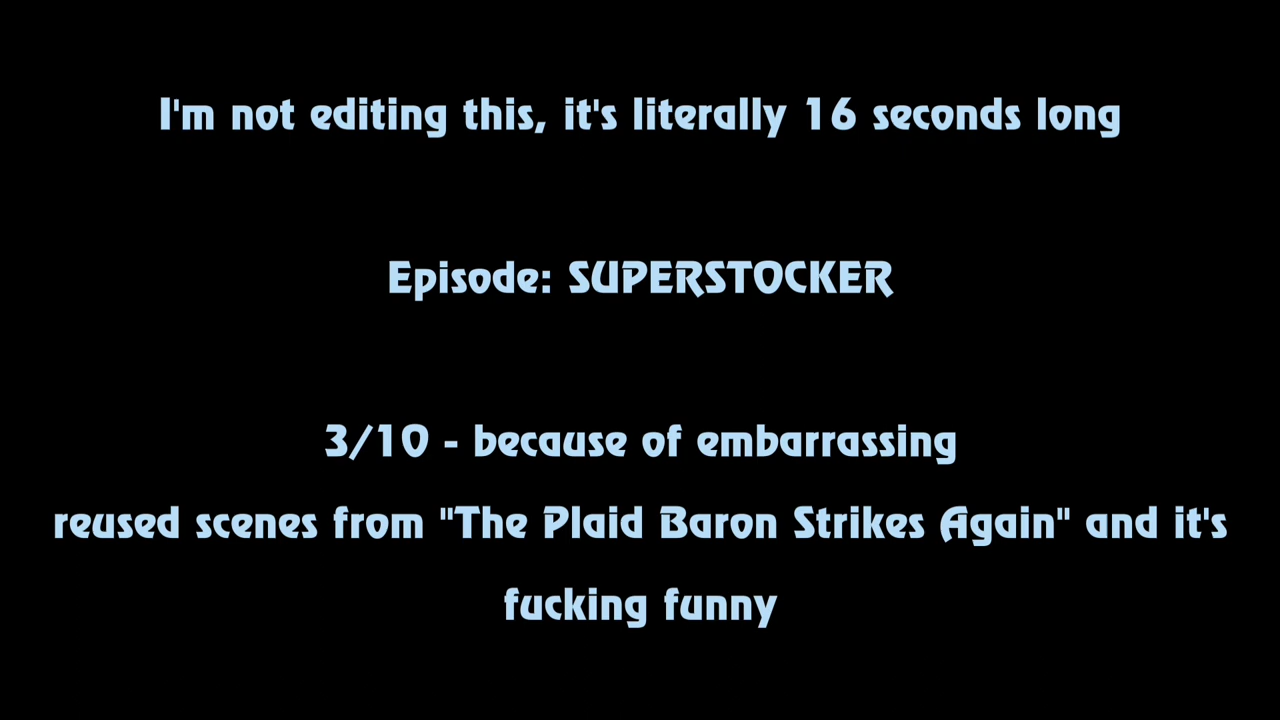 I'm not editing this, it's literally 16 seconds long
Episode: SUPERSTOCKER
3/10 - because of embarrassing
reused scenes from "The Plaid Baron Strikes Again" and it's
fucking funny